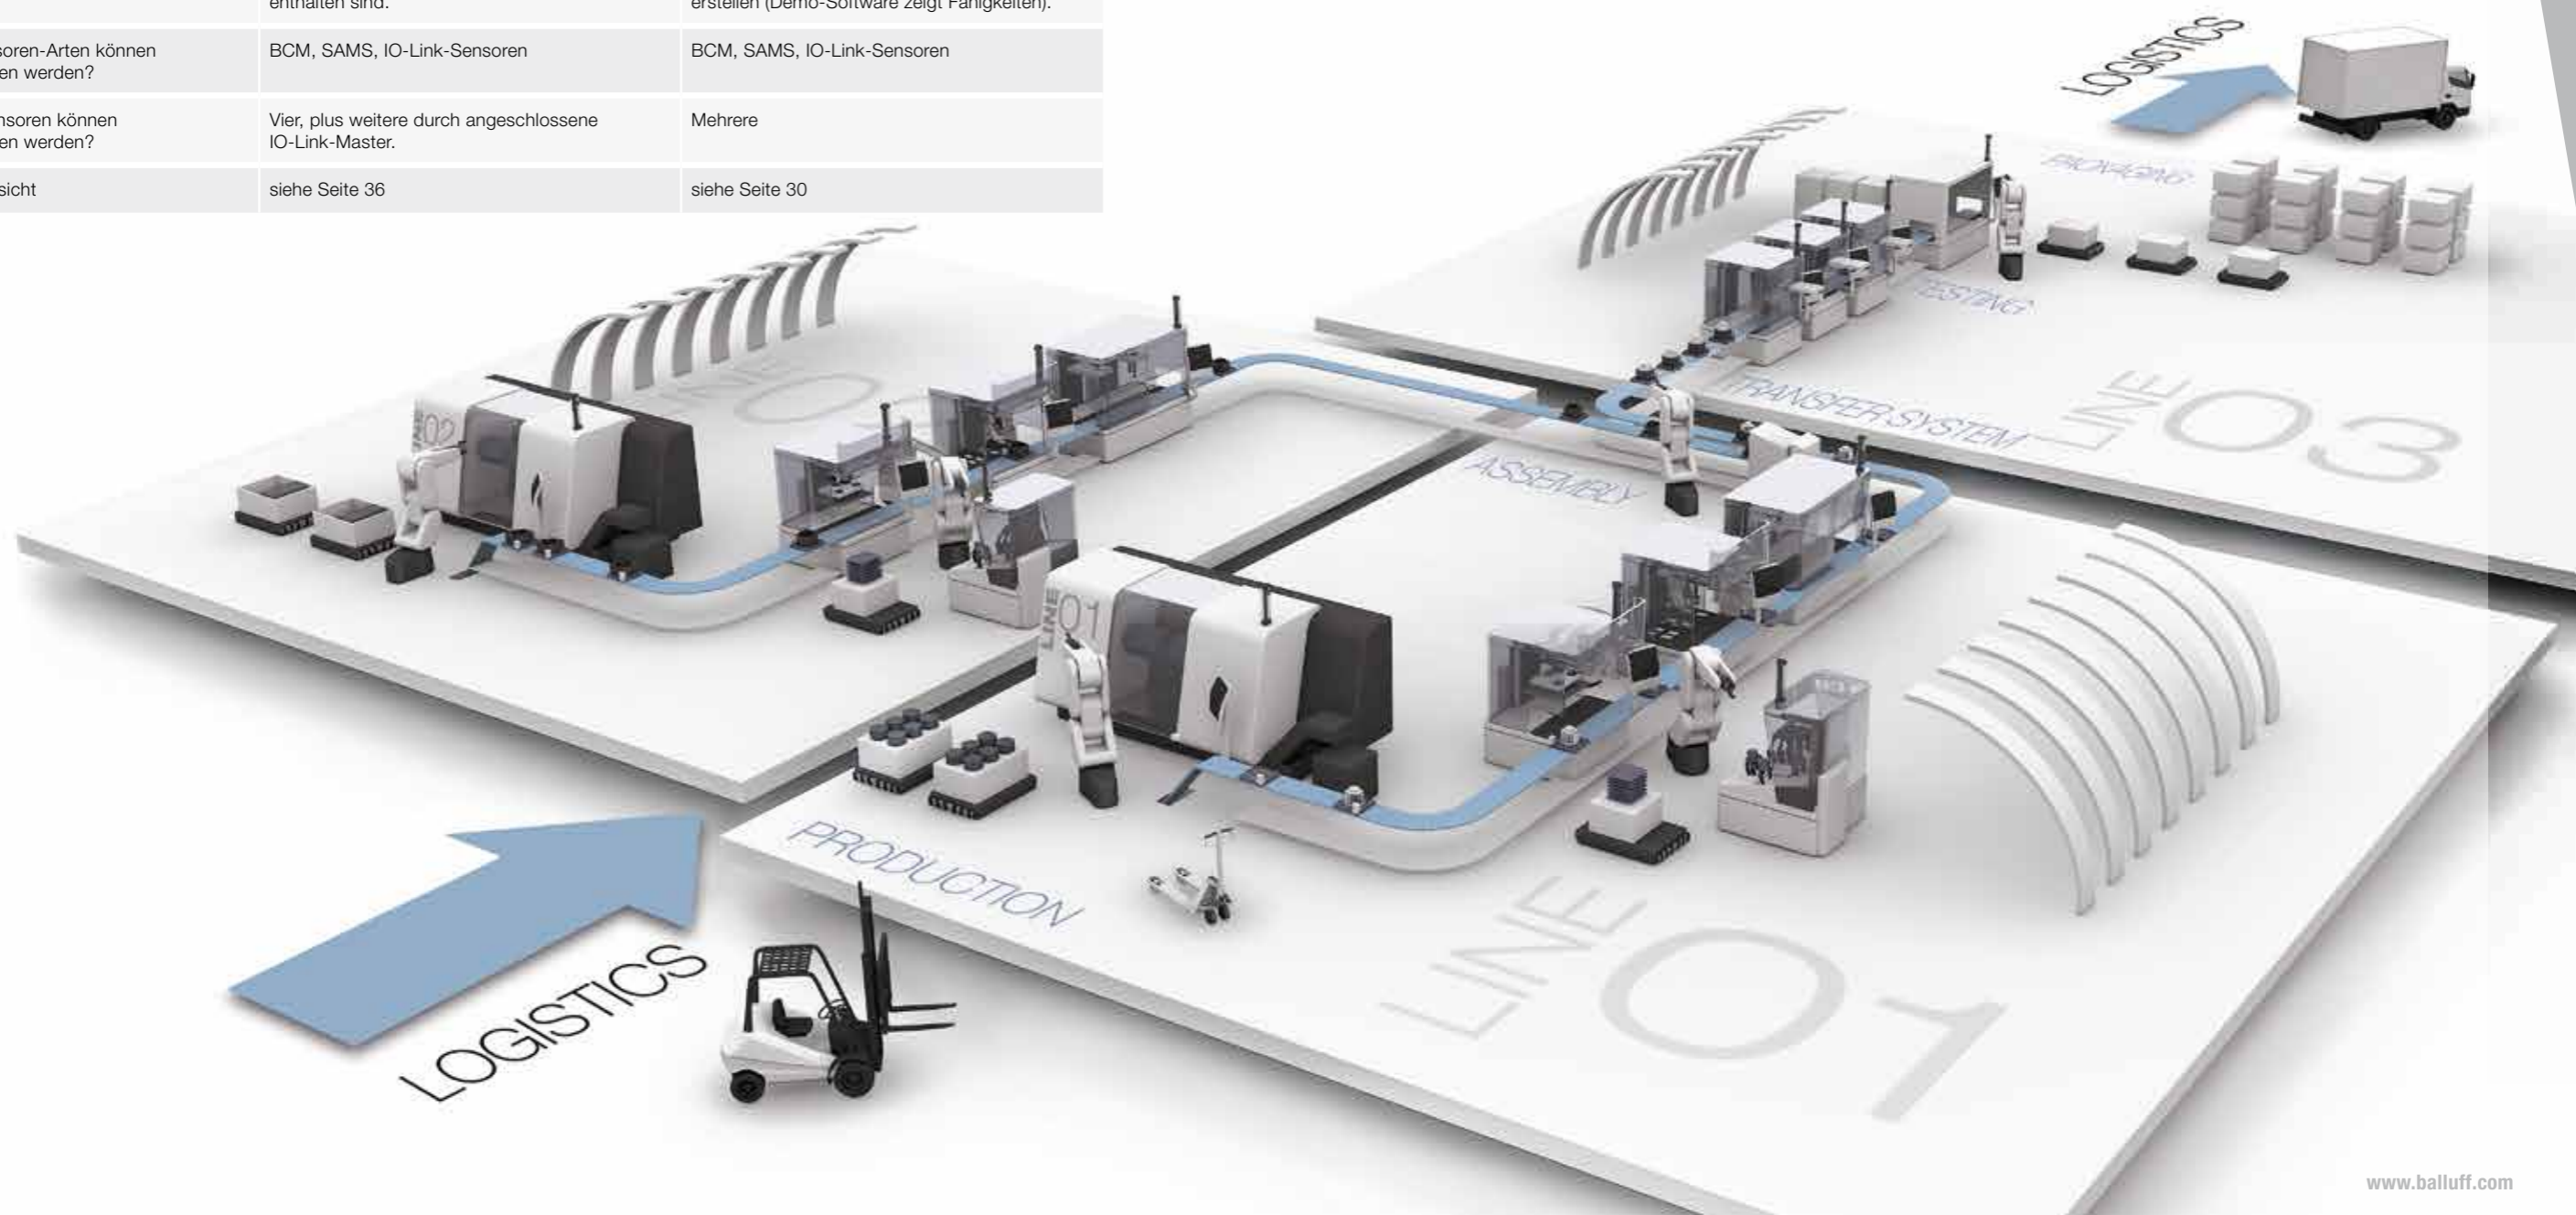 enthalten sind.
erstellen (Demo-Software zeigt Fähigkeiten).
soren-Arten können
en werden?
BCM, SAMS, IO-Link-Sensoren
BCM, SAMS, IO-Link-Sensoren
nsoren können
en werden?
Vier, plus weitere durch angeschlossene
IO-Link-Master.
Mehrere
sicht
siehe Seite 36
siehe Seite 30
LOGISTICS
PACKAGING
TESTING
TRANSFER SYSTEM
LINE
03
ASSEMBLY
LINE
02
LINE
01
PRODUCTION
LOGISTICS
LINE
01
www.balluff.com